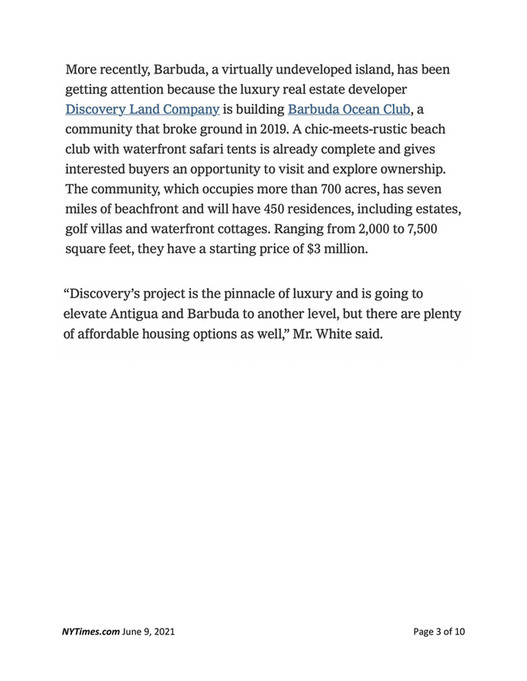 More recently, Barbuda, a virtually undeveloped island, has been
getting attention because the luxury real estate developer
Discovery Land Company is building Barbuda Ocean Club, a
community that broke ground in 2019. A chic-meets-rustic beach
club with waterfront safari tents is already complete and gives
interested buyers an opportunity to visit and explore ownership.
The community, which occupies more than 700 acres, has seven
miles of beachfront and will have 450 residences, including estates,
golf villas and waterfront cottages. Ranging from 2,000 to 7,500
square feet, they have a starting price of $3 million.
“Discovery’s project is the pinnacle of luxury and is going to
elevate Antigua and Barbuda to another level, but there are plenty
of affordable housing options as well,” Mr. White said.
NYTimes.com June 9, 2021 Page 3 of 10